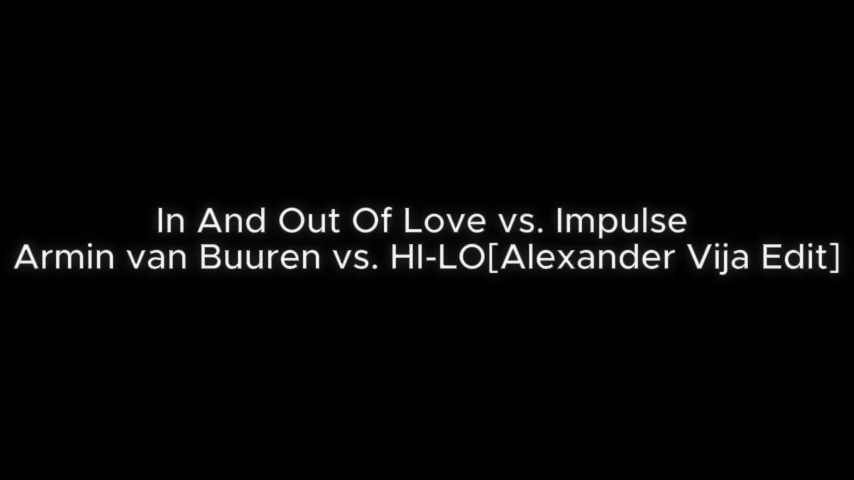 In And Out Of Love vs. Impulse
Armin van Buuren vs. HI-LO[Alexander Vija Edit]